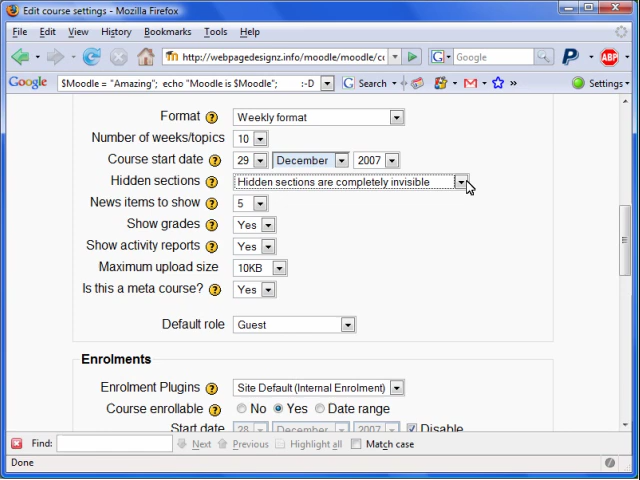 Edit course settings - Mozilla Firefox
File Edit View History Bookmarks Tools Help
http://webpagedesignz.info/moodle/moodle/cc Google ABP
Google $Moodle = "Amazing"; echo "Moodle is $Moodle"; :-D Search » Settings
Format Weekly format
Number of weeks/topics 10
Course start date 29 December 2007
Hidden sections Hidden sections are completely invisible
News items to show 5
Show grades Yes
Show activity reports Yes
Maximum upload size 10KB
Is this a meta course? Yes
Default role Guest
Enrolments
Enrolment Plugins Site Default (Internal Enrolment)
Course enrollable No Yes Date range
Start date 28 December 2007 Disable
Find: Next Previous Highlight all Match case
Done